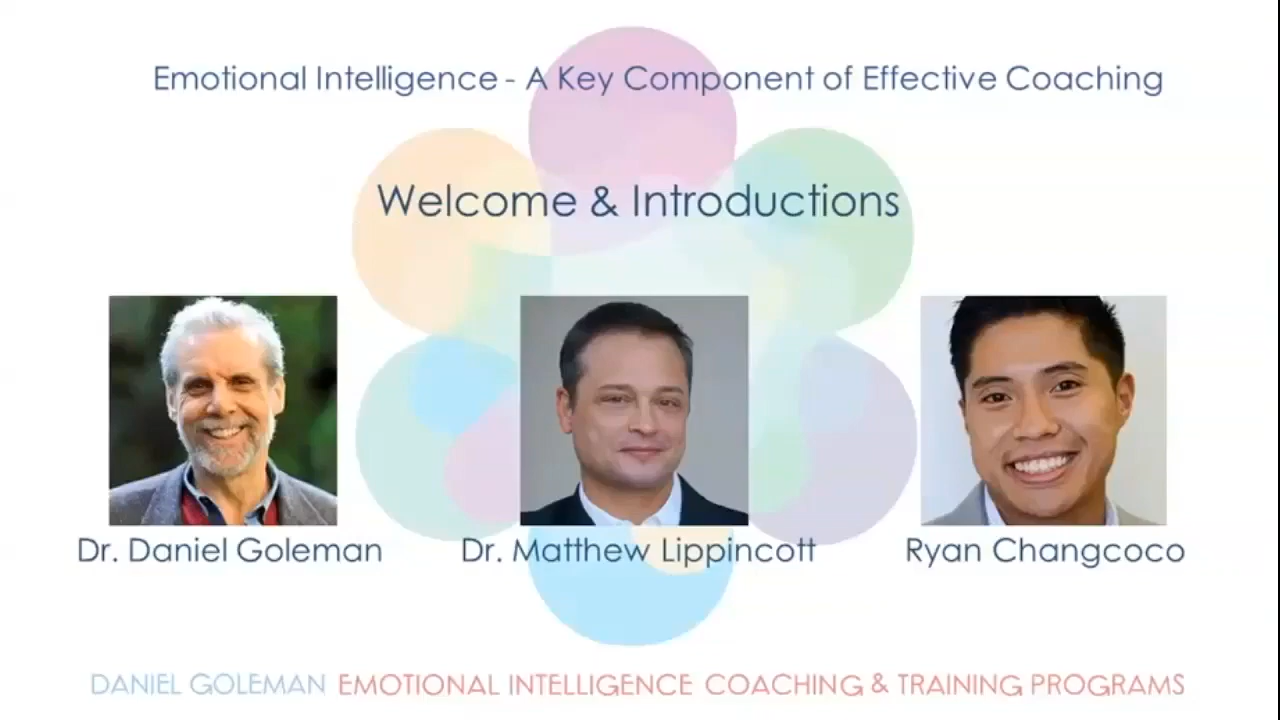 Emotional Intelligence - A Key Component of Effective Coaching
Welcome & Introductions
Dr. Daniel Goleman
Dr. Matthew Lippincott
Ryan Changcoco
DANIEL GOLEMAN EMOTIONAL INTELLIGENCE COACHING & TRAINING PROGRAMS